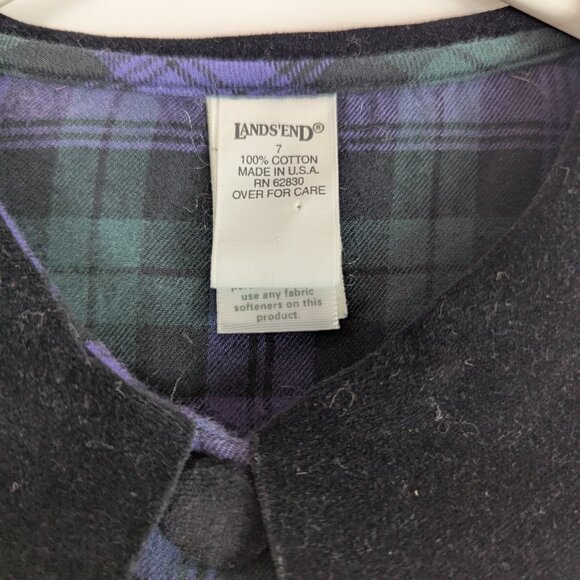 LANDS'END®
7
100% COTTON
MADE IN U.S.A.
RN 62830
OVER FOR CARE
use any fabric
softeners on this
product.